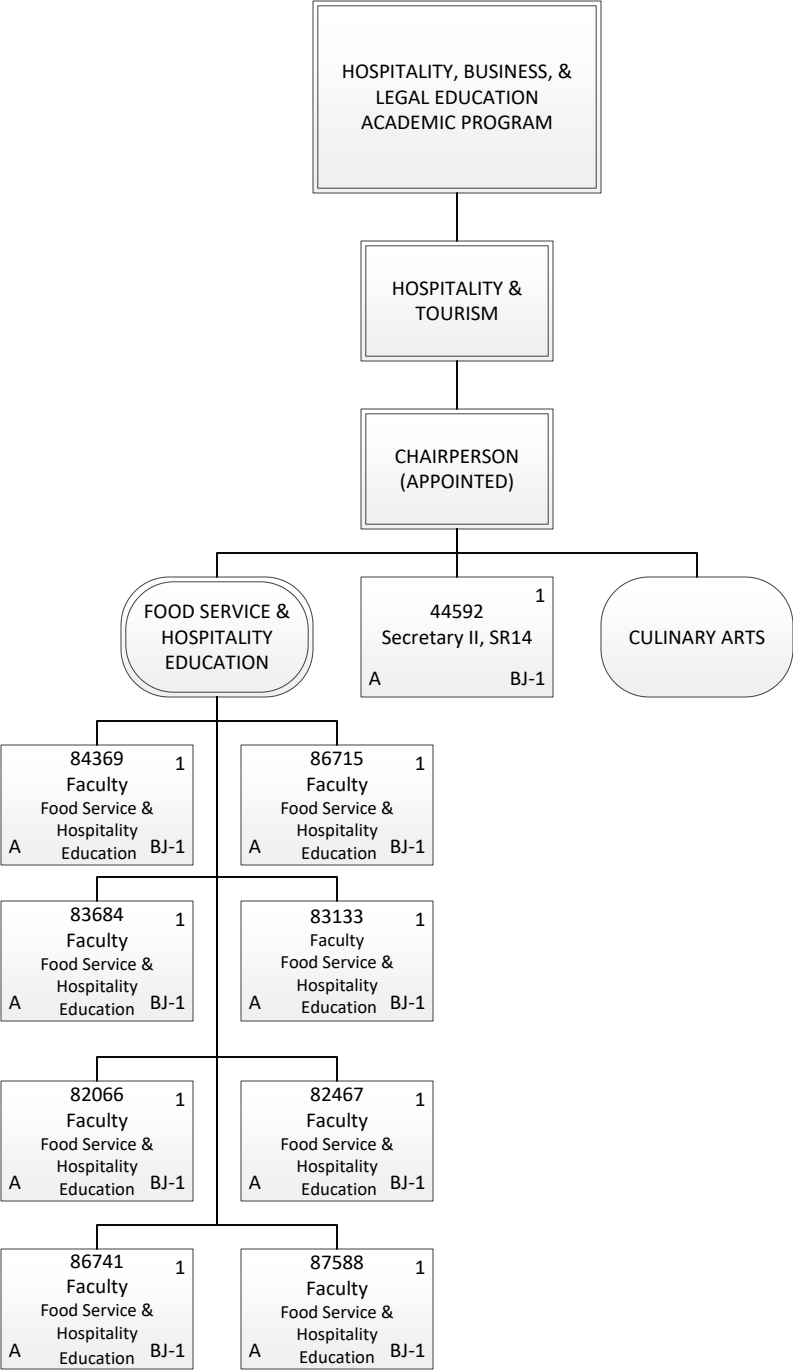 HOSPITALITY, BUSINESS, &
LEGAL EDUCATION
ACADEMIC PROGRAM
HOSPITALITY &
TOURISM
CHAIRPERSON
(APPOINTED)
FOOD SERVICE &
HOSPITALITY
EDUCATION
1
44592
Secretary II, SR14
A BJ-1
CULINARY ARTS
84369 1
Faculty
Food Service &
Hospitality
A Education BJ-1
86715 1
Faculty
Food Service &
Hospitality
A Education BJ-1
83684 1
Faculty
Food Service &
Hospitality
A Education BJ-1
83133 1
Faculty
Food Service &
Hospitality
A Education BJ-1
82066 1
Faculty
Food Service &
Hospitality
A Education BJ-1
82467 1
Faculty
Food Service &
Hospitality
A Education BJ-1
86741 1
Faculty
Food Service &
Hospitality
A Education BJ-1
87588 1
Faculty
Food Service &
Hospitality
A Education BJ-1